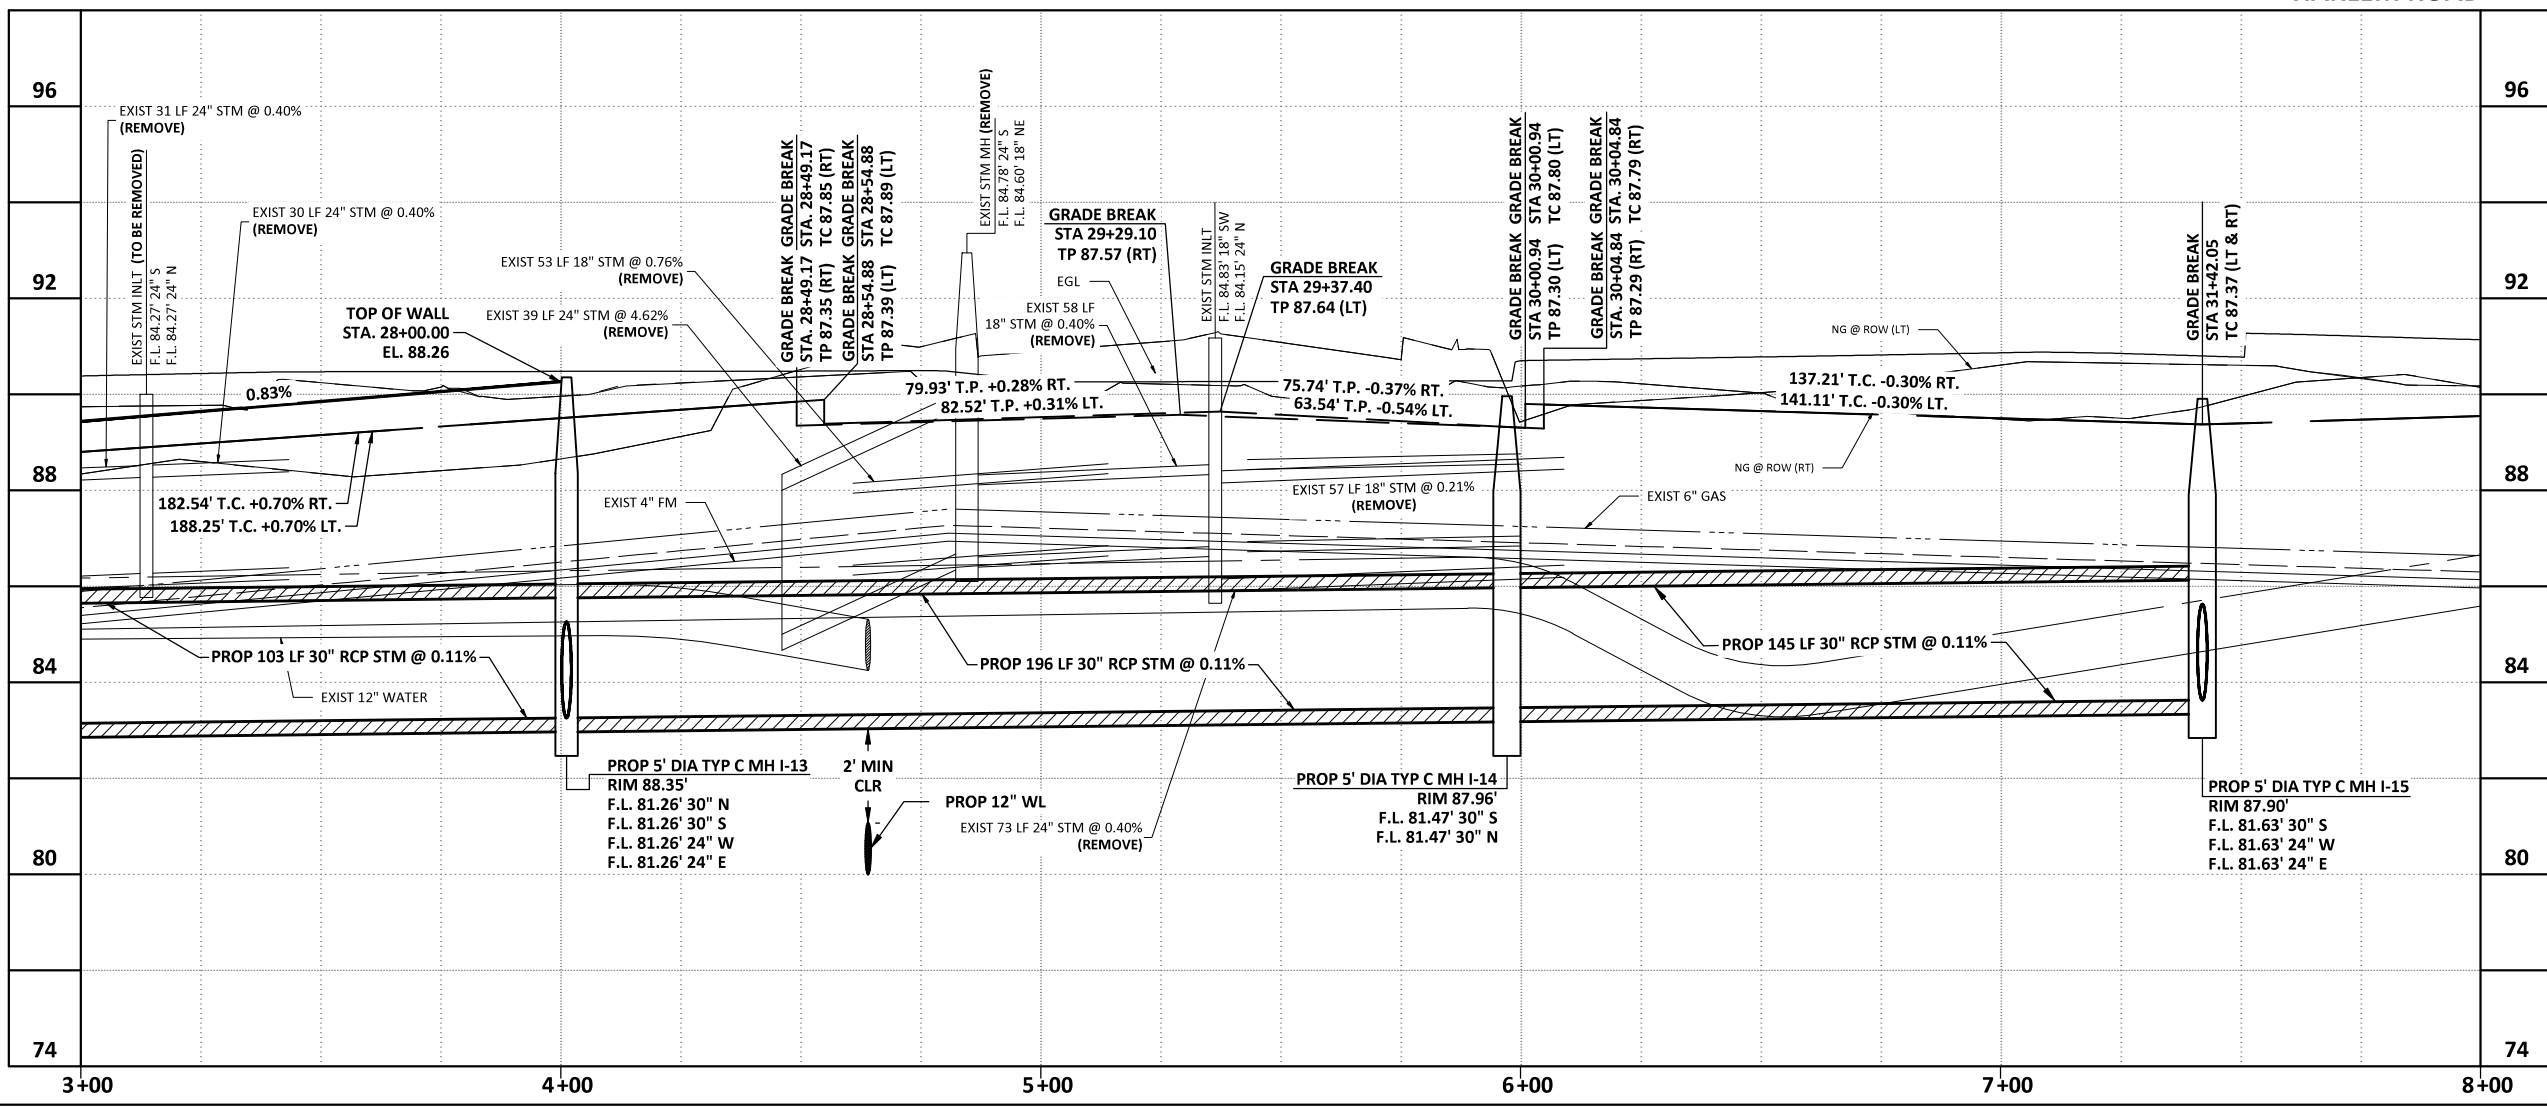 96
92
88
84
80
74
96
92
88
84
80
74
3+00
4+00
5+00
6+00
7+00
8+00
EXIST 31 LF 24" STM @ 0.40%
(REMOVE)
EXIST STM INLT (TO BE REMOVED)
F.L. 84.27' 24" S
F.L. 84.27' 24" N
EXIST 30 LF 24" STM @ 0.40%
(REMOVE)
0.83%
TOP OF WALL
STA. 28+00.00
EL. 88.26
182.54' T.C. +0.70% RT.
188.25' T.C. +0.70% LT.
EXIST 53 LF 18" STM @ 0.76%
(REMOVE)
EXIST 39 LF 24" STM @ 4.62%
(REMOVE)
EXIST 4" FM
GRADE BREAK GRADE BREAK
STA. 28+49.17 STA. 28+49.17
TP 87.35 (RT) TC 87.85 (RT)
GRADE BREAK GRADE BREAK
STA 28+54.88 STA 28+54.88
TP 87.39 (LT) TC 87.89 (LT)
EXIST STM MH (REMOVE)
F.L. 84.78' 24" S
F.L. 84.60' 18" NE
GRADE BREAK
STA 29+29.10
TP 87.57 (RT)
EGL
EXIST 58 LF
18" STM @ 0.40%
(REMOVE)
EXIST STM INLT
F.L. 84.83' 18" SW
F.L. 84.15' 24" N
GRADE BREAK
STA 29+37.40
TP 87.64 (LT)
79.93' T.P. +0.28% RT.
82.52' T.P. +0.31% LT.
75.74' T.P. -0.37% RT.
63.54' T.P. -0.54% LT.
GRADE BREAK GRADE BREAK
STA 30+00.94 STA 30+00.94
TP 87.30 (LT) TC 87.80 (LT)
GRADE BREAK GRADE BREAK
STA. 30+04.84 STA. 30+04.84
TP 87.29 (RT) TC 87.79 (RT)
NG @ ROW (LT)
137.21' T.C. -0.30% RT.
141.11' T.C. -0.30% LT.
NG @ ROW (RT)
GRADE BREAK
STA 31+42.05
TC 87.37 (LT & RT)
EXIST 57 LF 18" STM @ 0.21%
(REMOVE)
EXIST 6" GAS
PROP 103 LF 30" RCP STM @ 0.11%
EXIST 12" WATER
PROP 196 LF 30" RCP STM @ 0.11%
PROP 145 LF 30" RCP STM @ 0.11%
PROP 5' DIA TYP C MH I-13
RIM 88.35'
F.L. 81.26' 30" N
F.L. 81.26' 30" S
F.L. 81.26' 24" W
F.L. 81.26' 24" E
2' MIN
CLR
PROP 12" WL
EXIST 73 LF 24" STM @ 0.40%
(REMOVE)
PROP 5' DIA TYP C MH I-14
RIM 87.96'
F.L. 81.47' 30" S
F.L. 81.47' 30" N
PROP 5' DIA TYP C MH I-15
RIM 87.90'
F.L. 81.63' 30" S
F.L. 81.63' 24" W
F.L. 81.63' 24" E